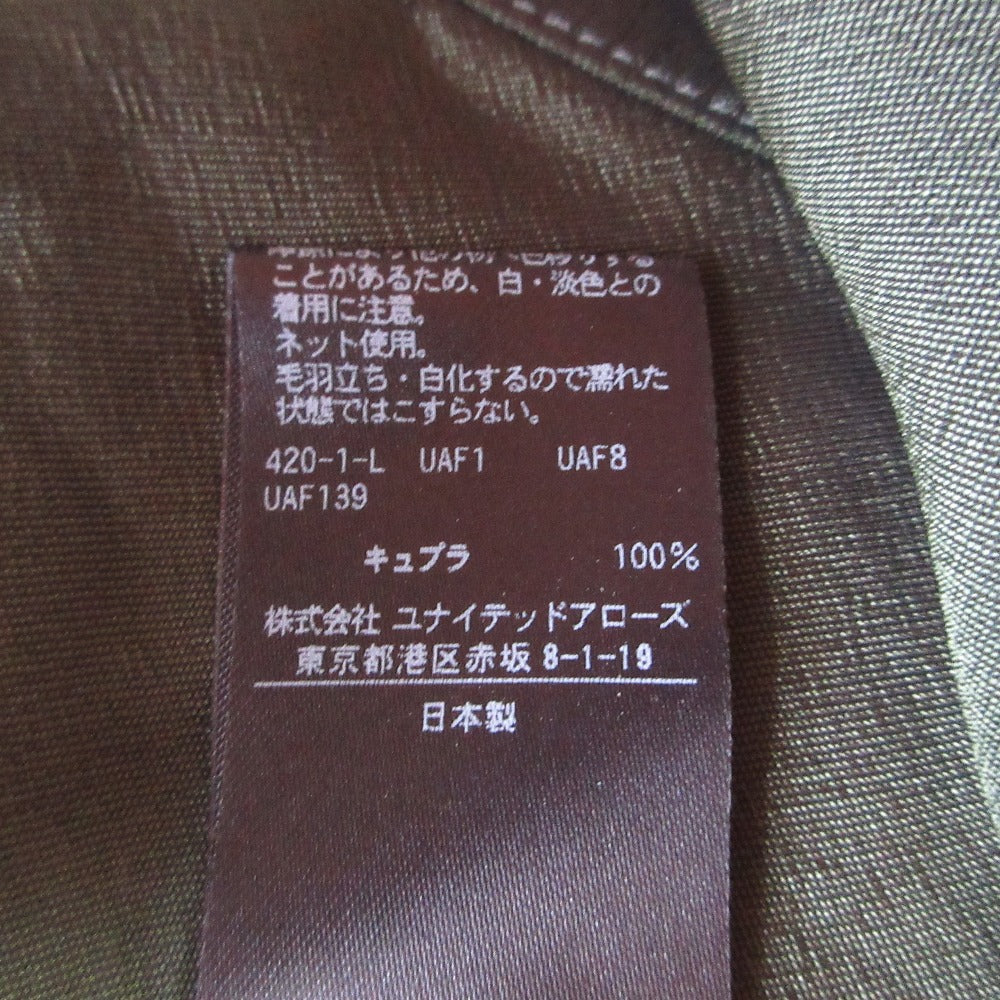 ことがあるため、白・淡色との
着用に注意。
ネット使用。
毛羽立ち・白化するので濡れた
状態ではこすらない。
420-1-L UAF1 UAF8
UAF139
キュプラ 100%
株式会社 ユナイテッドアローズ
東京都港区赤坂 8-1-19
日本製